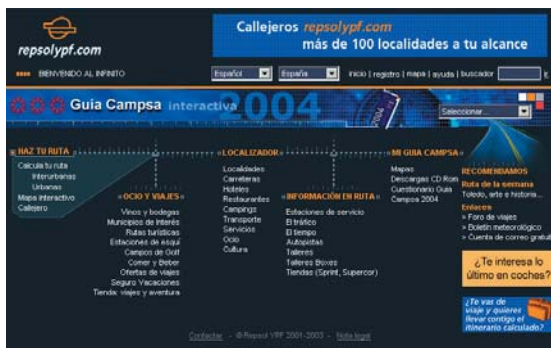 repsolypf.com
Callejeros repsolypf.com
más de 100 localidades a tu alcance
BIENVENIDO AL INFINITO
Español
España
inicio | registro | mapa | ayuda | buscador
Guia Campsa interactiva 2004
2004
Seleccionar...
HAZ TU RUTA
Calcula tu ruta
Interurbanas
Urbanas
Mapa interactivo
Callejero
OCIO Y VIAJES
Vinos y bodegas
Municipios de Interés
Rutas turísticas
Estaciones de esquí
Campos de Golf
Comer y Beber
Ofertas de viajes
Seguro Vacaciones
Tienda: viajes y aventura
LOCALIZADOR
Localidades
Carreteras
Hoteles
Restaurantes
Campings
Transporte
Servicios
Ocio
Cultura
INFORMACIÓN EN RUTA
Estaciones de servicio
El tráfico
El tiempo
Autopistas
Talleres
Talleres Boxes
Tiendas (Sprint, Supercor)
MI GUIA CAMPSA
Mapas
Descargas CD Rom
Cuestionario Guia
Campsa 2004
RECOMENDAMOS
Ruta de la semana
Toledo, arte e historia...
Enlaces
» Foro de viajes
» Boletín meteorológico
» Cuenta de correo gratuit
¿Te interesa lo
último en coches?
¿Te vas de
viaje y quieres
llevar contigo el
itinerario calculado?
Contactar - © Repsol YPF 2001-2003 - Nota legal